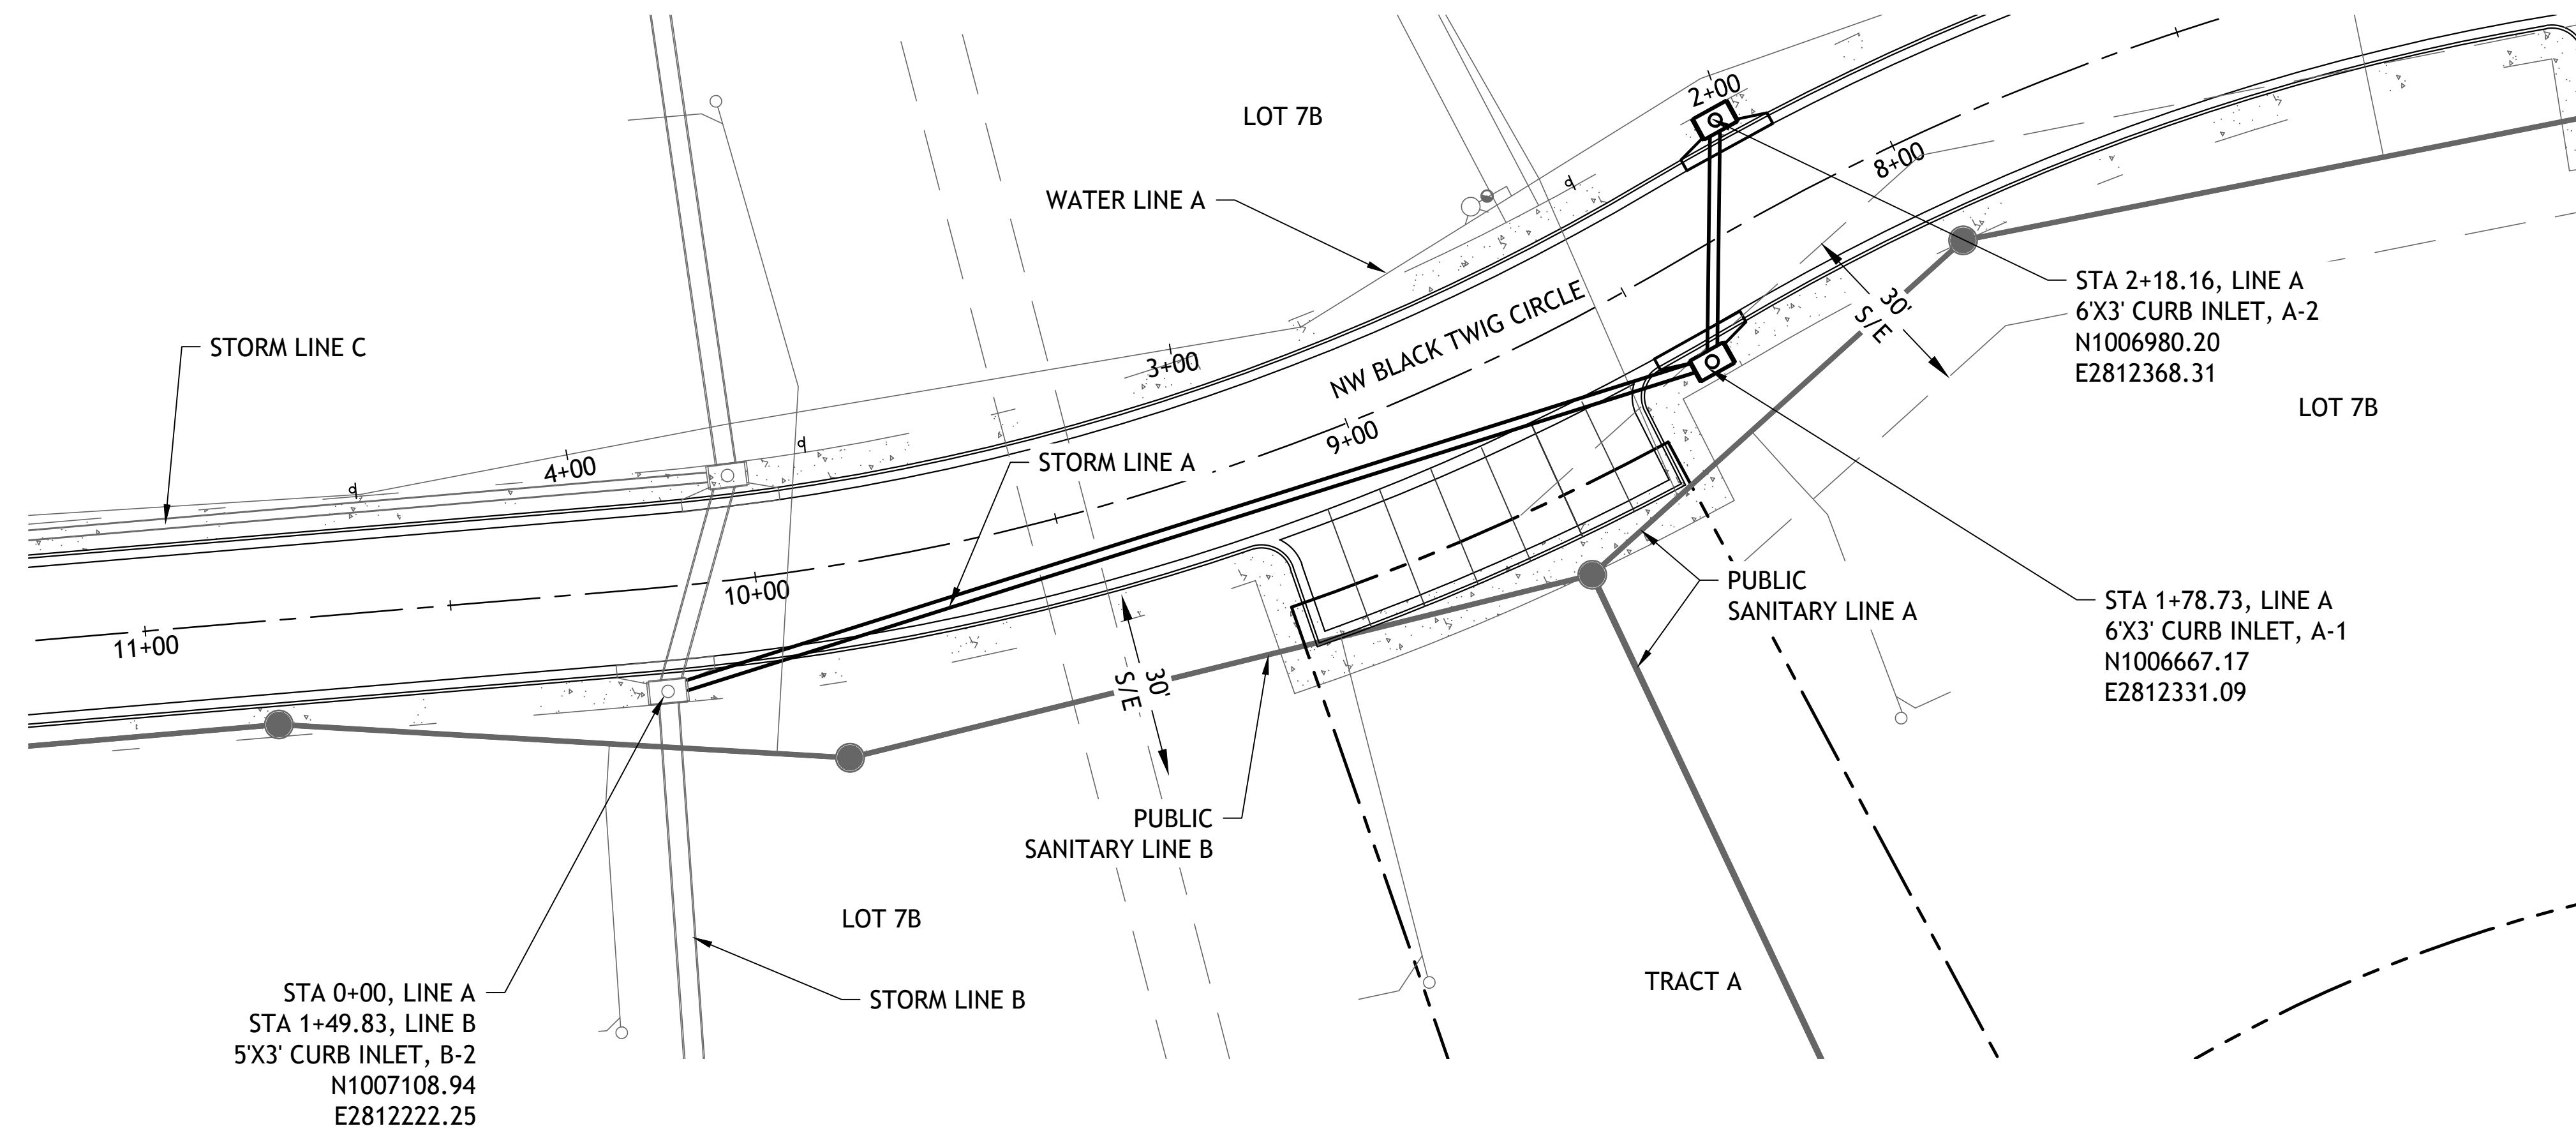 2+00
LOT 7B
8+00
WATER LINE A
STA 2+18.16, LINE A
6'X3' CURB INLET, A-2
N1006980.20
E2812368.31
30'
S/E
NW BLACK TWIG CIRCLE
STORM LINE C
3+00
LOT 7B
9+00
4+00
STORM LINE A
10+00
11+00
PUBLIC
SANITARY LINE A
STA 1+78.73, LINE A
6'X3' CURB INLET, A-1
N1006667.17
E2812331.09
30'
S/E
PUBLIC
SANITARY LINE B
LOT 7B
TRACT A
STORM LINE B
STA 0+00, LINE A
STA 1+49.83, LINE B
5'X3' CURB INLET, B-2
N1007108.94
E2812222.25